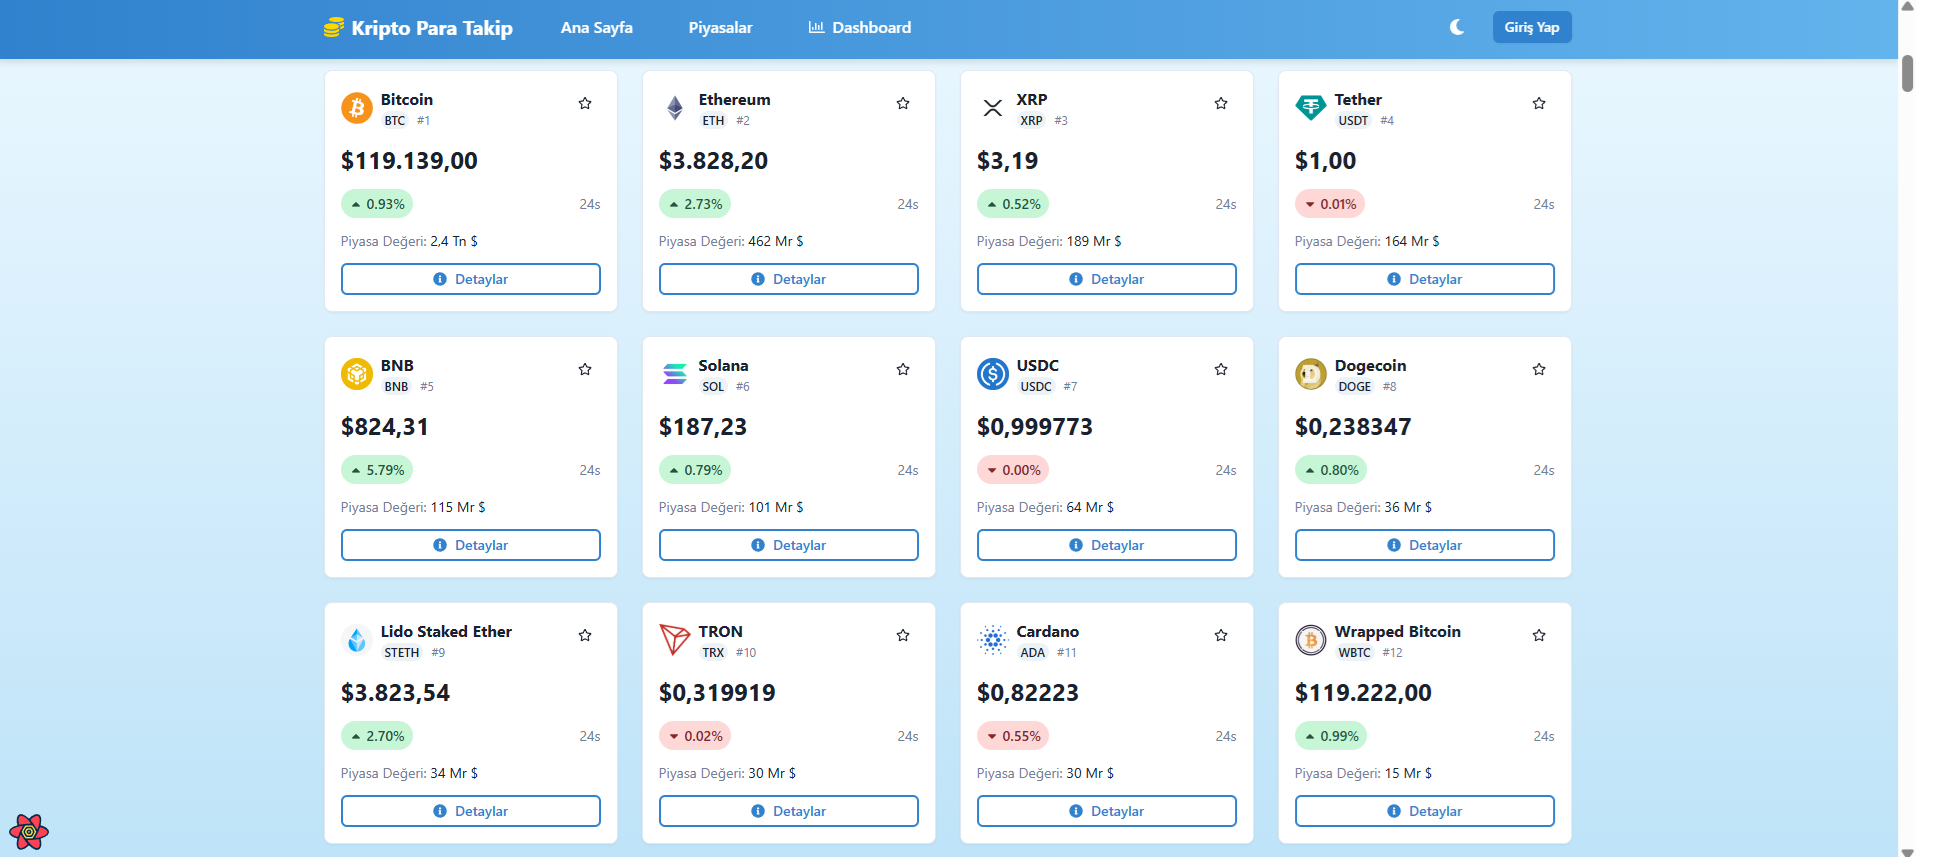 Kripto Para Takip
Ana Sayfa
Piyasalar
Dashboard
Giriş Yap
Bitcoin
BTC #1
$119.139,00
0.93% 24s
Piyasa Değeri: 2,4 Tn $
Detaylar
Ethereum
ETH #2
$3.828,20
2.73% 24s
Piyasa Değeri: 462 Mr $
Detaylar
XRP
XRP #3
$3,19
0.52% 24s
Piyasa Değeri: 189 Mr $
Detaylar
Tether
USDT #4
$1,00
0.01% 24s
Piyasa Değeri: 164 Mr $
Detaylar
BNB
BNB #5
$824,31
5.79% 24s
Piyasa Değeri: 115 Mr $
Detaylar
Solana
SOL #6
$187,23
0.79% 24s
Piyasa Değeri: 101 Mr $
Detaylar
USDC
USDC #7
$0,999773
0.00% 24s
Piyasa Değeri: 64 Mr $
Detaylar
Dogecoin
DOGE #8
$0,238347
0.80% 24s
Piyasa Değeri: 36 Mr $
Detaylar
Lido Staked Ether
STETH #9
$3.823,54
2.70% 24s
Piyasa Değeri: 34 Mr $
Detaylar
TRON
TRX #10
$0,319919
0.02% 24s
Piyasa Değeri: 30 Mr $
Detaylar
Cardano
ADA #11
$0,82223
0.55% 24s
Piyasa Değeri: 30 Mr $
Detaylar
Wrapped Bitcoin
WBTC #12
$119.222,00
0.99% 24s
Piyasa Değeri: 15 Mr $
Detaylar